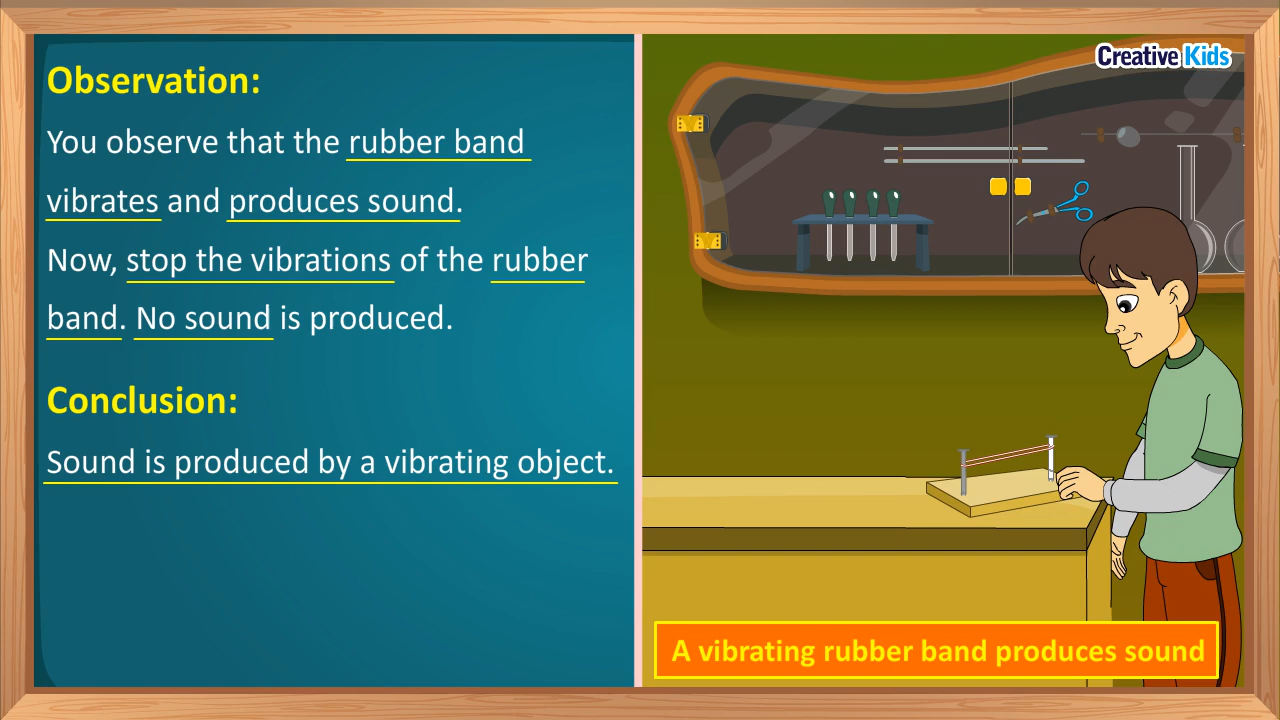 Observation:
You observe that the rubber band
vibrates and produces sound.
Now, stop the vibrations of the rubber
band. No sound is produced.
Conclusion:
Sound is produced by a vibrating object.
Creative Kids
A vibrating rubber band produces sound